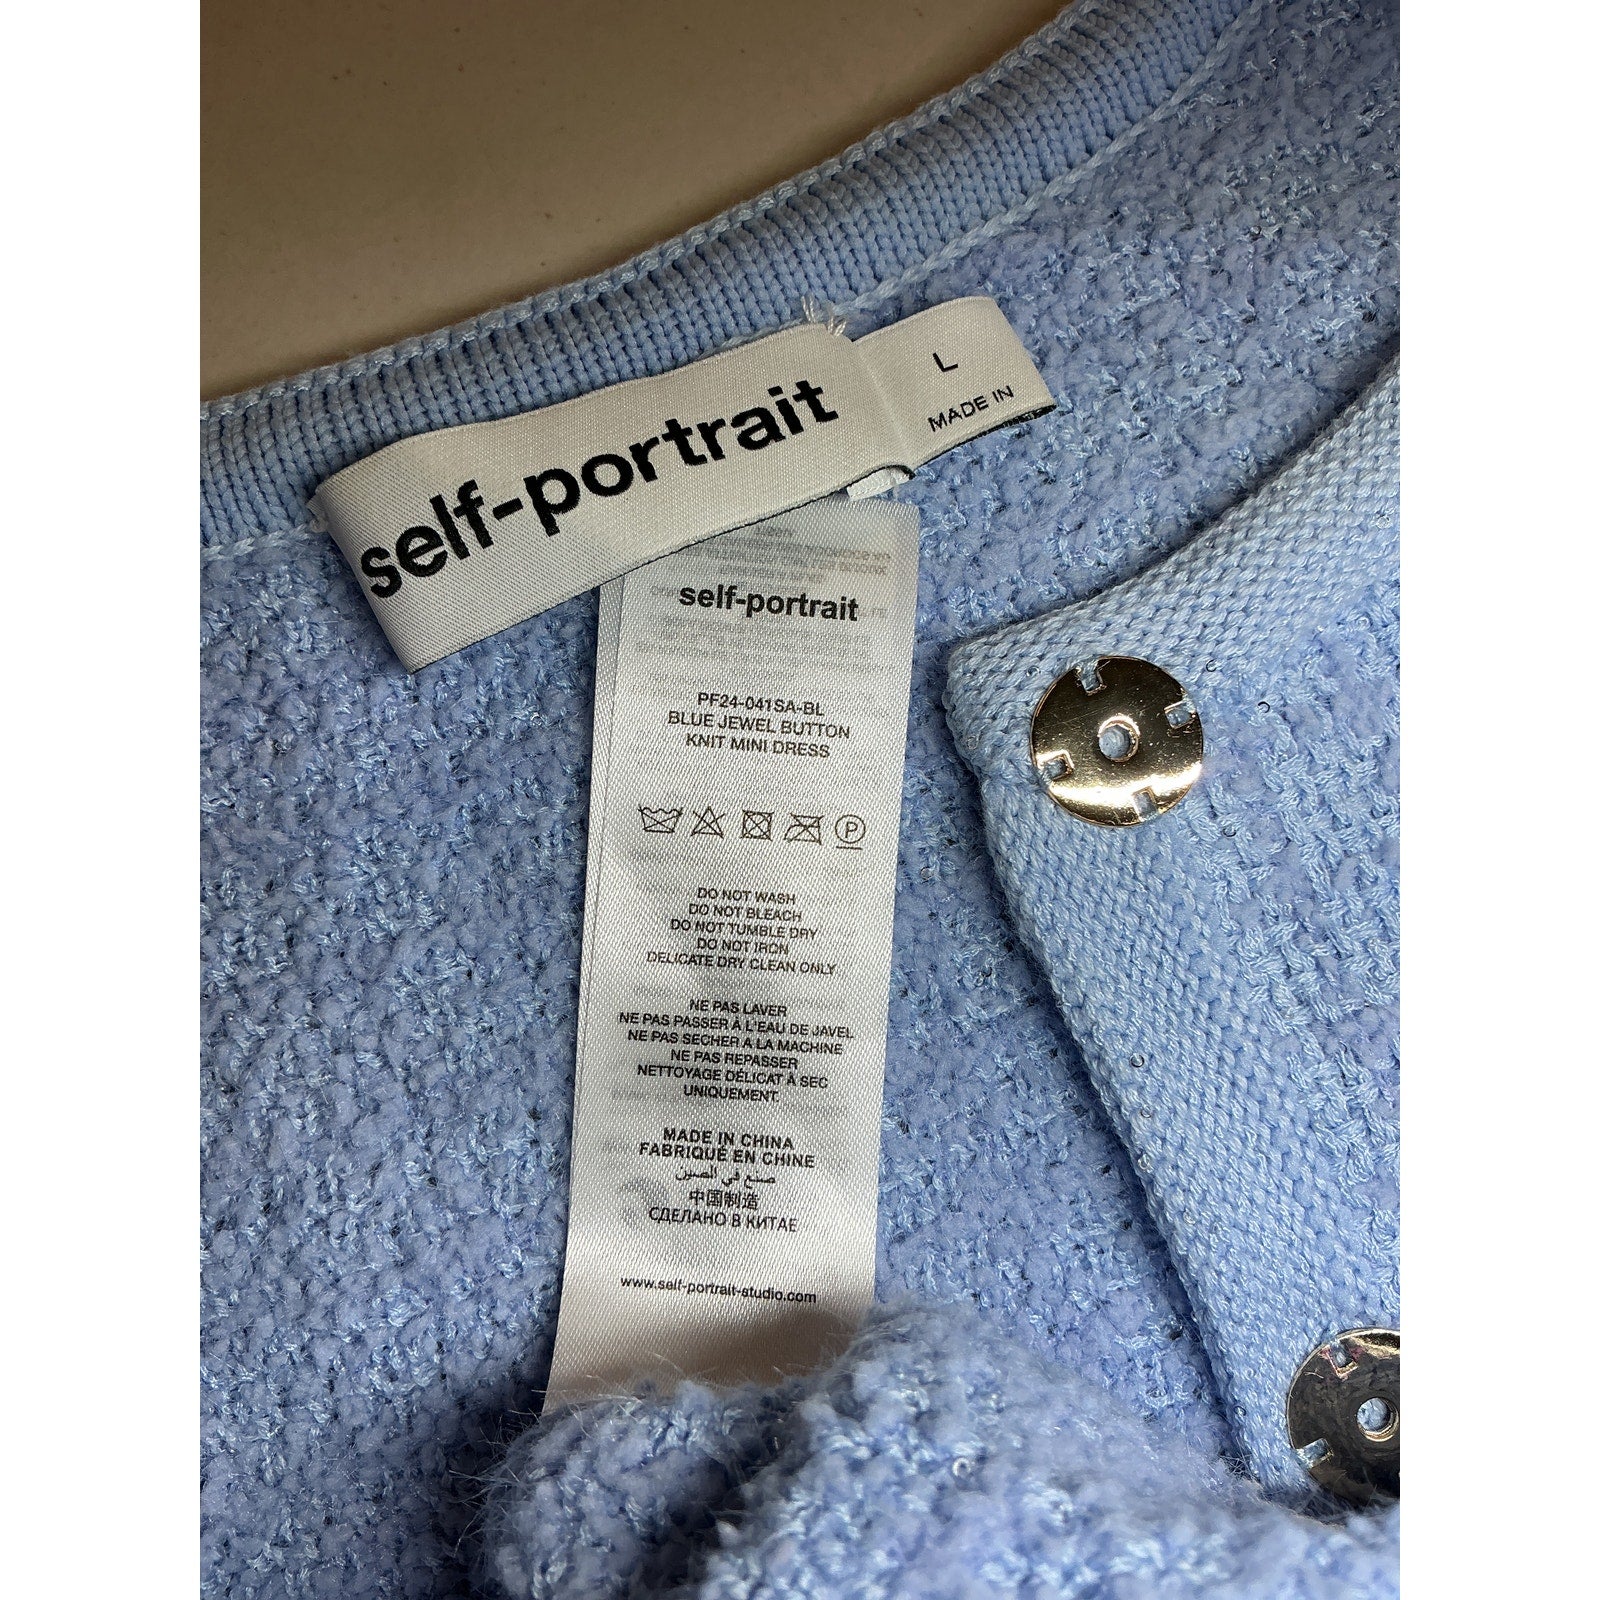 self-portrait
L
MADE IN
self-portrait
PF24-041SA-BL
BLUE JEWEL BUTTON
KNIT MINI DRESS
P
DO NOT WASH
DO NOT BLEACH
DO NOT TUMBLE DRY
DO NOT IRON
DELICATE DRY CLEAN ONLY
NE PAS LAVER
NE PAS PASSER À L'EAU DE JAVEL
NE PAS SECHER A LA MACHINE
NE PAS REPASSER
NETTOYAGE DÉLICAT À SEC
UNIQUEMENT
MADE IN CHINA
FABRIQUÉ EN CHINE
صنع في الصين
中国制造
СДЕЛАНО В КИТАЕ
www.self-portrait-studio.com